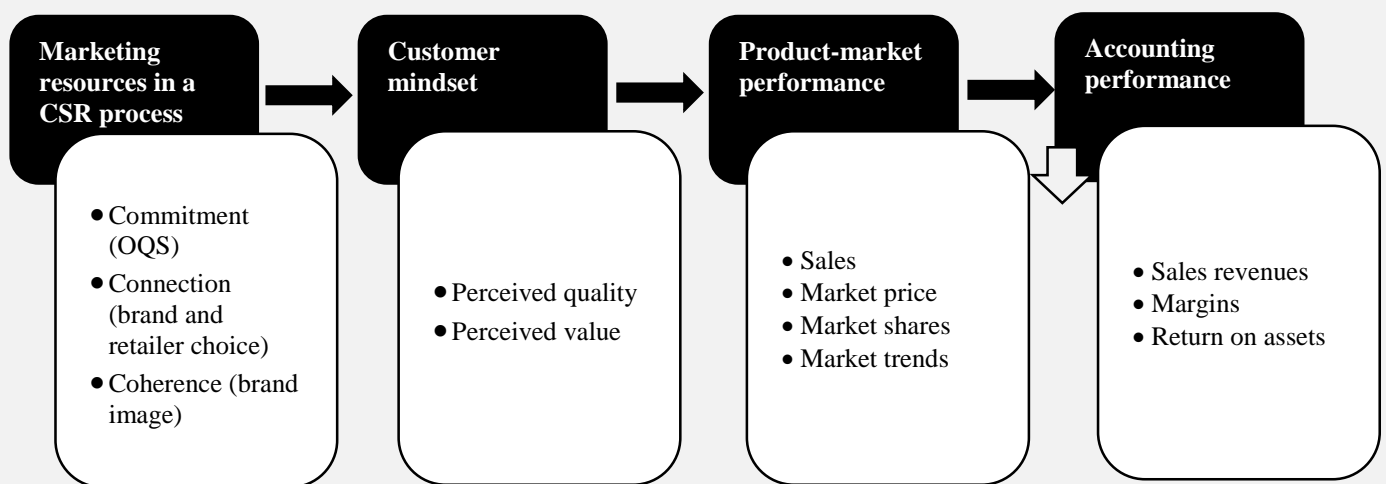 Marketing
resources in a
CSR process
• Commitment
(OQS)
• Connection
(brand and
retailer choice)
• Coherence (brand
image)
Customer
mindset
• Perceived quality
• Perceived value
Product-market
performance
• Sales
• Market price
• Market shares
• Market trends
Accounting
performance
• Sales revenues
• Margins
• Return on assets